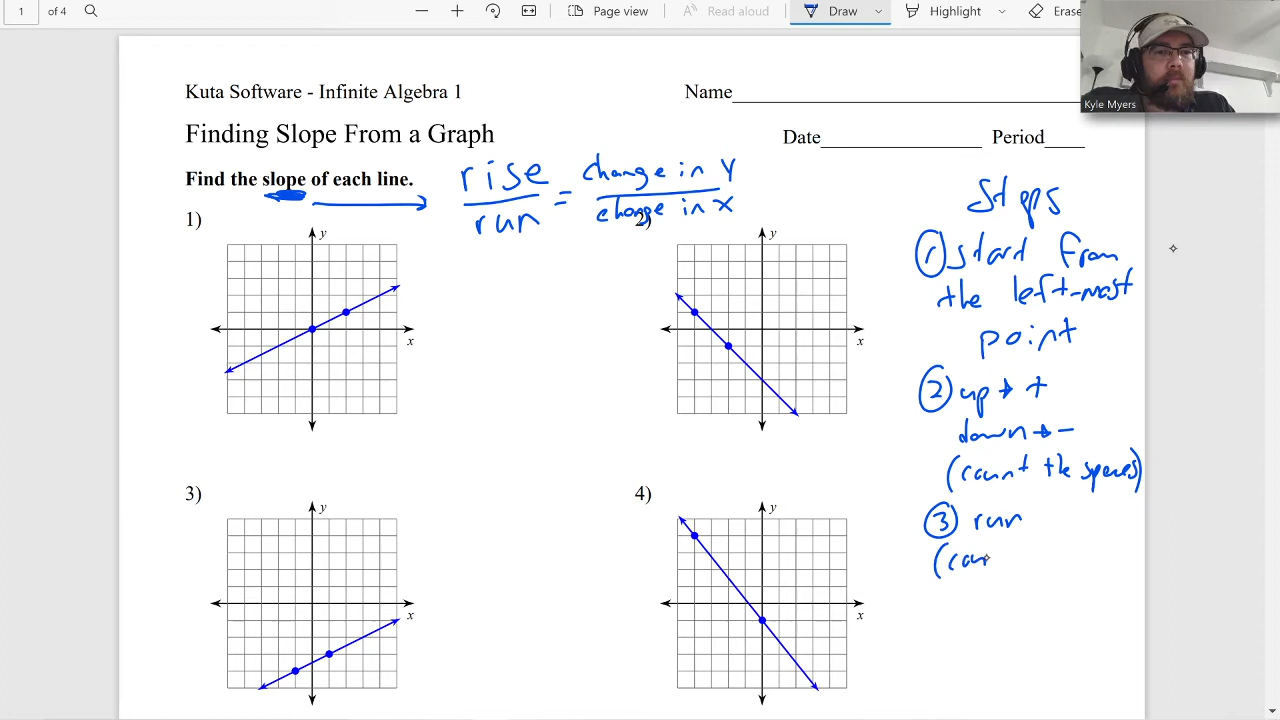 1 of 4 Page view Read aloud Draw Highlight Erase
Kyle Myers
Kuta Software - Infinite Algebra 1
Name
Finding Slope From a Graph
Date Period
Find the slope of each line.
rise = change in y
run change in x
1) y x
2) y x
3) y x
4) y x
Steps
① start from
the left-most
point
② up → +
down → -
(count the spaces)
③ run
(coun